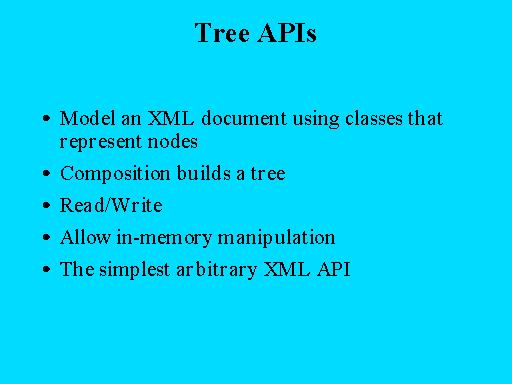 Tree APIs
• Model an XML document using classes that
represent nodes
• Composition builds a tree
• Read/Write
• Allow in-memory manipulation
• The simplest arbitrary XML API